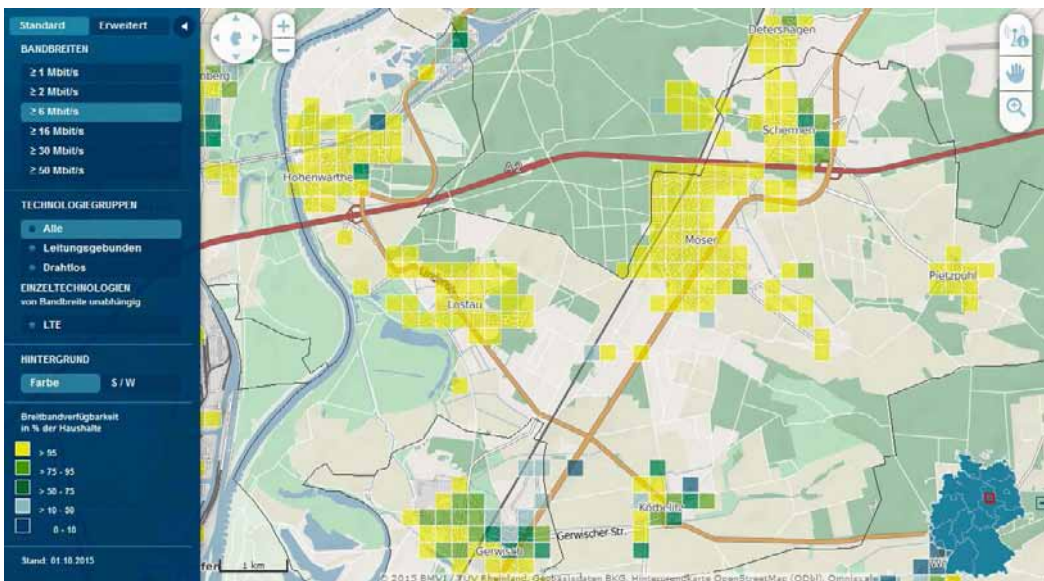 Standard Erweitert
BANDBREITEN
≥ 1 Mbit/s
≥ 2 Mbit/s
≥ 6 Mbit/s
≥ 16 Mbit/s
≥ 30 Mbit/s
≥ 50 Mbit/s
TECHNOLOGIEGRUPPEN
Alle
Leitungsgebunden
Drahtlos
EINZELTECHNOLOGIEN
von Bandbreite unabhängig
LTE
HINTERGRUND
Farbe S / W
Breitbandverfügbarkeit
in % der Haushalte
> 95
> 75 - 95
> 50 - 75
> 10 - 50
0 - 10
Stand: 01.10.2015
Detershagen
Schermen
A2
Hohenwarthe
Möser
Pietzpuhl
Lostau
Körbelitz
Gerwischer Str.
Gerwisch
1 km
© 2015 BMVI / TÜV Rheinland, Geobasisdaten BKG, Hintergrundkarte OpenStreetMap (ODbL),